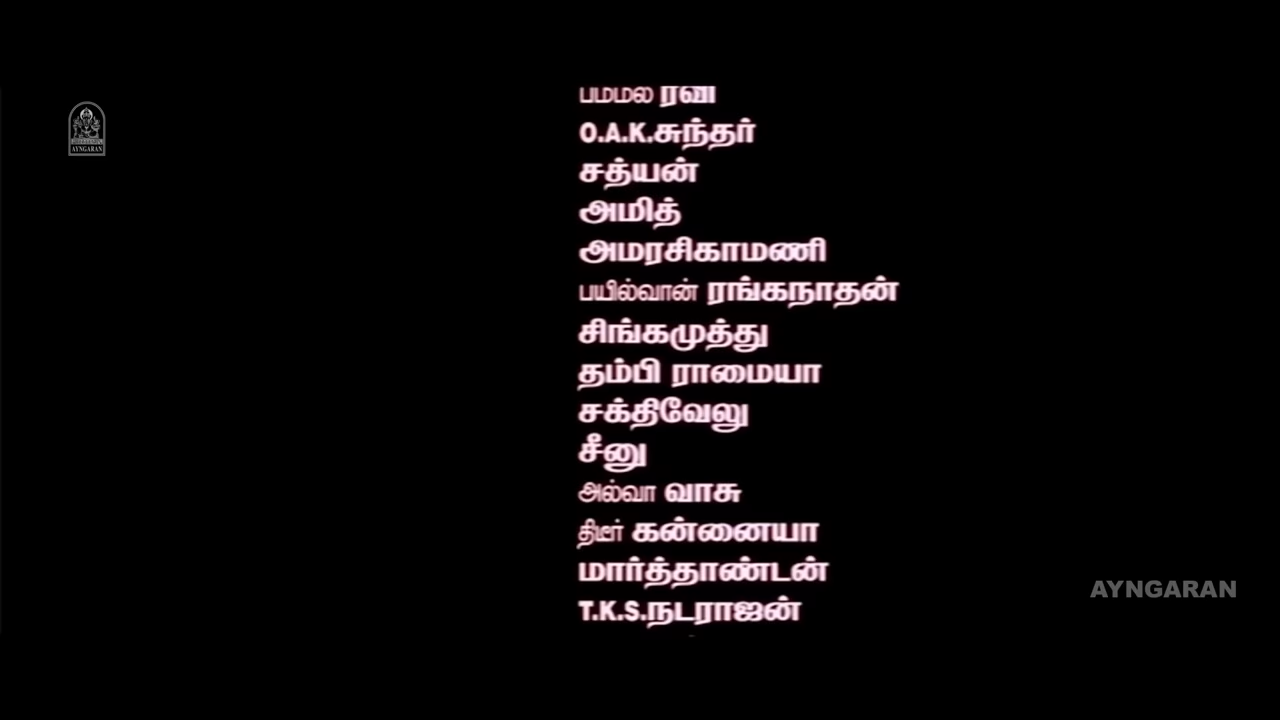 ரவி
O.A.K.சுந்தர்
சத்யன்
அமித்
அமரசிகாமணி
பயில்வான் ரங்கநாதன்
சிங்கமுத்து
தம்பி ராமையா
சக்திவேலு
சீனு
அல்வா வாசு
திடீர் கன்னையா
மார்த்தாண்டன்
T.K.S.நடராஜன்
AYNGARAN
AYNGARAN